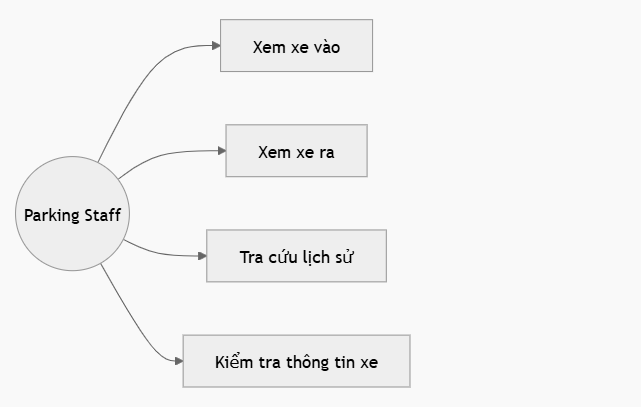 Xem xe vào
Xem xe ra
Parking Staff
Tra cứu lịch sử
Kiểm tra thông tin xe